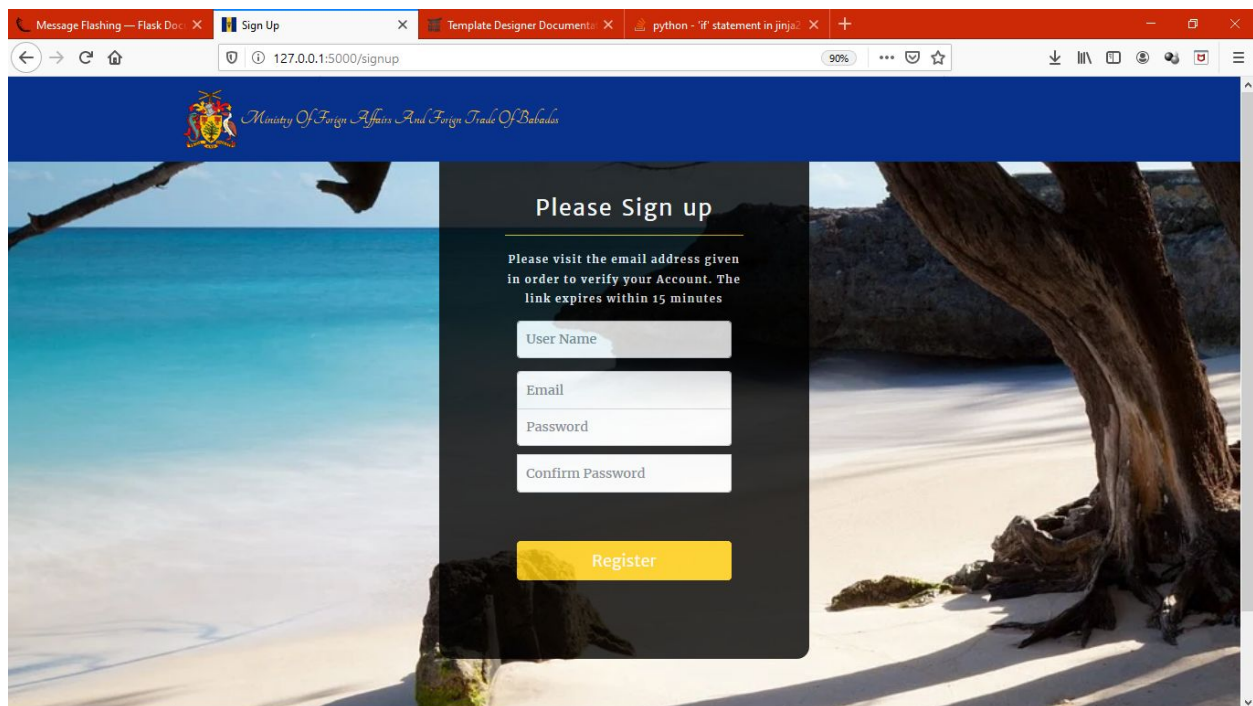 Message Flashing — Flask Doc
Sign Up
Template Designer Documenta
python - 'if' statement in jinja2
127.0.0.1:5000/signup
90%
Ministry Of Forign Affairs And Forign Trade Of Babados
Please Sign up
Please visit the email address given
in order to verify your Account. The
link expires within 15 minutes
User Name
Email
Password
Confirm Password
Register